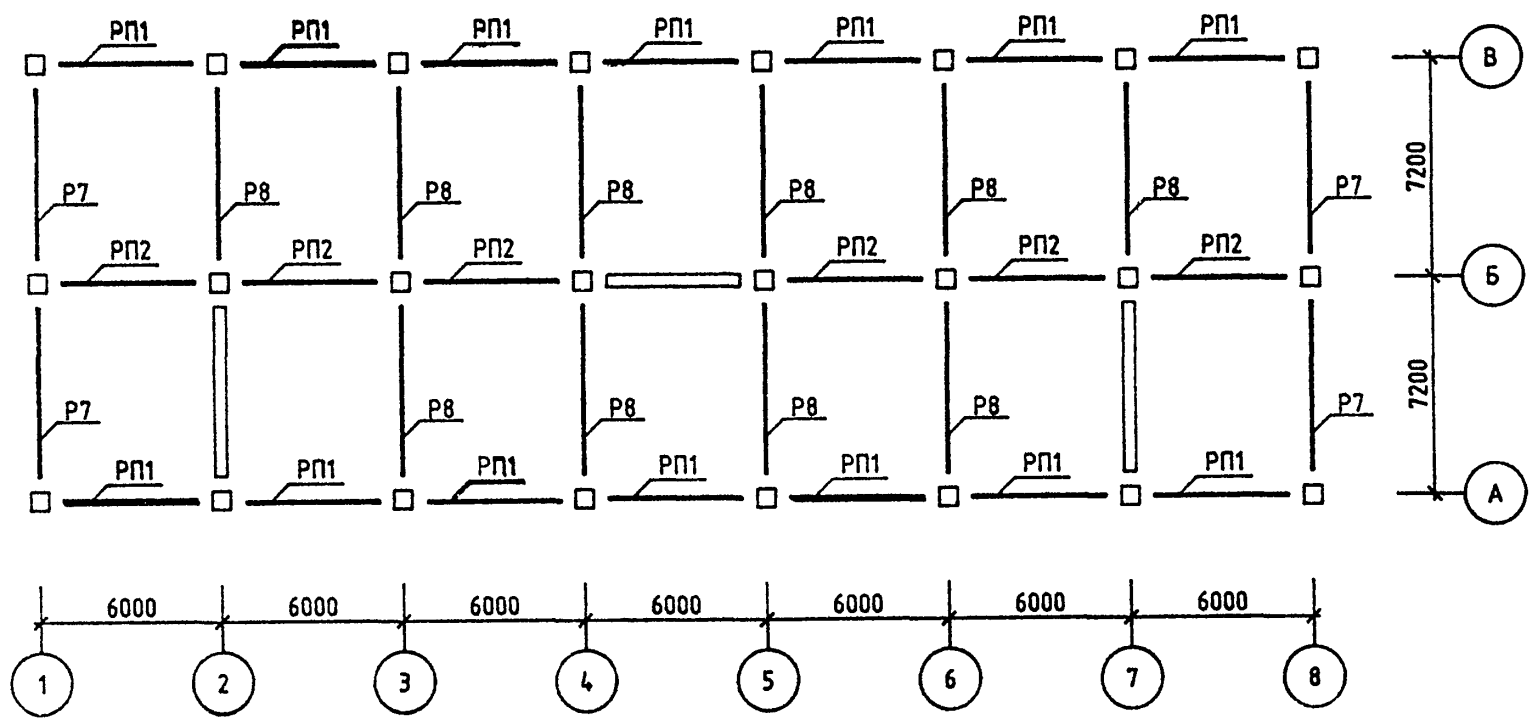 РП1 РП1 РП1 РП1 РП1 РП1 РП1
В
7200
Р7 Р8 Р8 Р8 Р8 Р8 Р8 Р7
РП2 РП2 РП2 РП2 РП2 РП2
Б
7200
Р7 Р8 Р8 Р8 Р8 Р7
РП1 РП1 РП1 РП1 РП1 РП1 РП1
А
6000 6000 6000 6000 6000 6000 6000
1 2 3 4 5 6 7 8